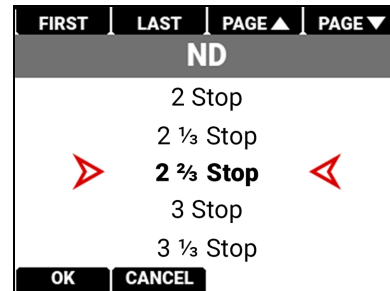 FIRST LAST PAGE▲ PAGE▼
ND
2 Stop
2 ⅓ Stop
2 ⅔ Stop
3 Stop
3 ⅓ Stop
OK CANCEL